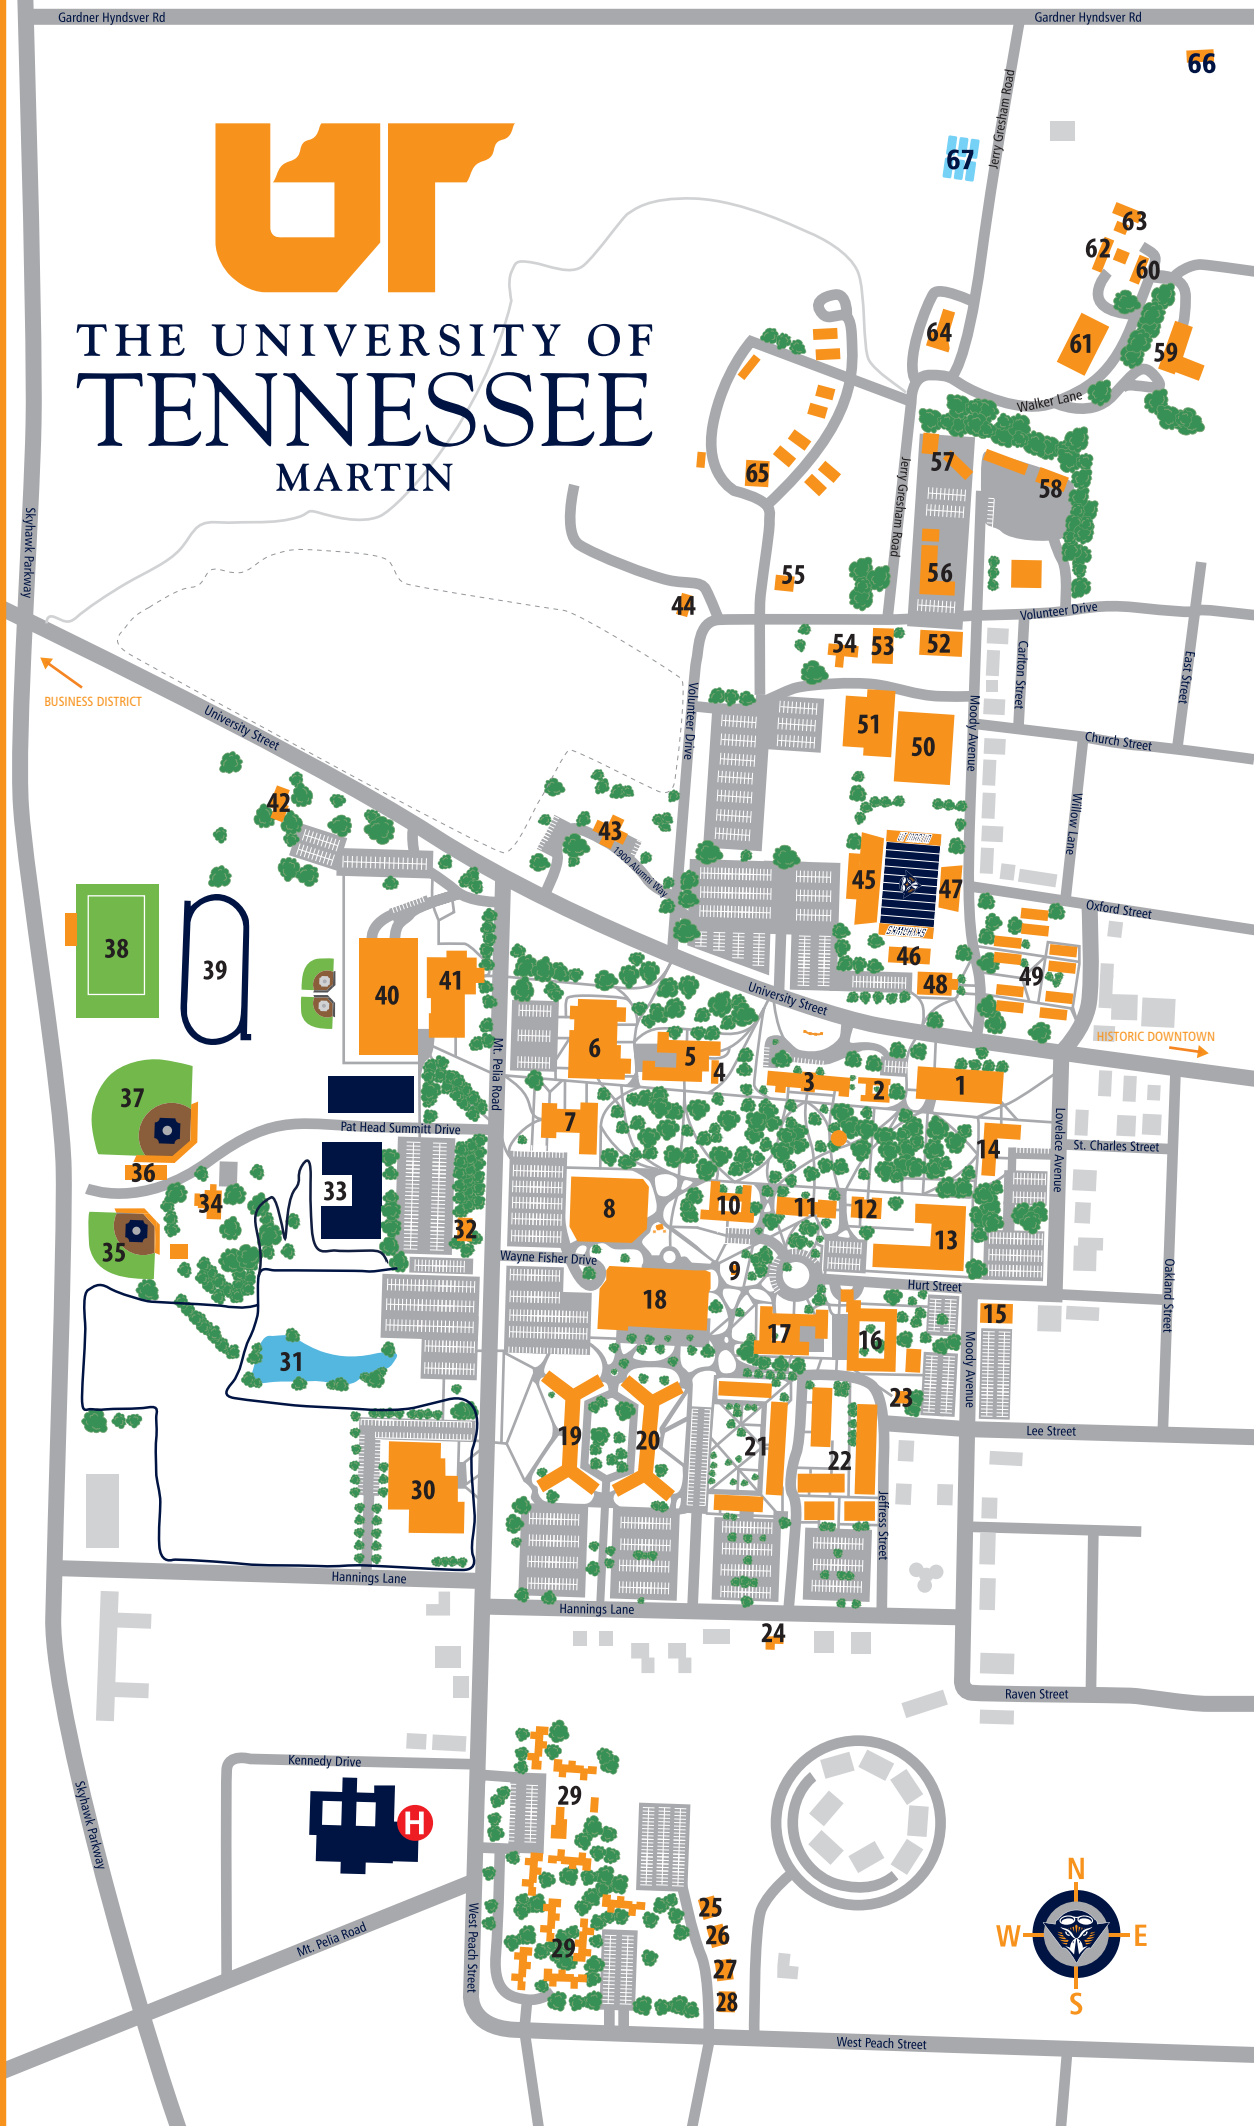 Gardner Hyndsver Rd
Gardner Hyndsver Rd
66
Jerry Gresham Road
67
UT
THE UNIVERSITY OF
TENNESSEE
MARTIN
63
62
60
64
61
59
Walker Lane
65
57
58
Jerry Gresham Road
Skyhawk Parkway
56
55
44
Volunteer Drive
54
53
52
Carlton Street
East Street
BUSINESS DISTRICT
University Street
Volunteer Drive
51
50
Moody Avenue
Church Street
42
43
1900 Alumni Way
Willow Lane
45
47
SKYHAWKS
Oxford Street
38
39
40
41
46
48
49
University Street
HISTORIC DOWNTOWN
6
5
4
3
2
1
Mt. Pelia Road
37
7
Pat Head Summitt Drive
Lovelace Avenue
St. Charles Street
14
36
34
33
32
8
10
11
12
13
35
Wayne Fisher Drive
9
Hurt Street
Oakland Street
18
15
17
16
31
Moody Avenue
23
19
20
21
22
Lee Street
30
Jeffress Street
Hannings Lane
Hannings Lane
24
Raven Street
Kennedy Drive
29
H
Skyhawk Parkway
25
26
27
28
29
Mt. Pelia Road
West Peach Street
N
W
E
S
West Peach Street